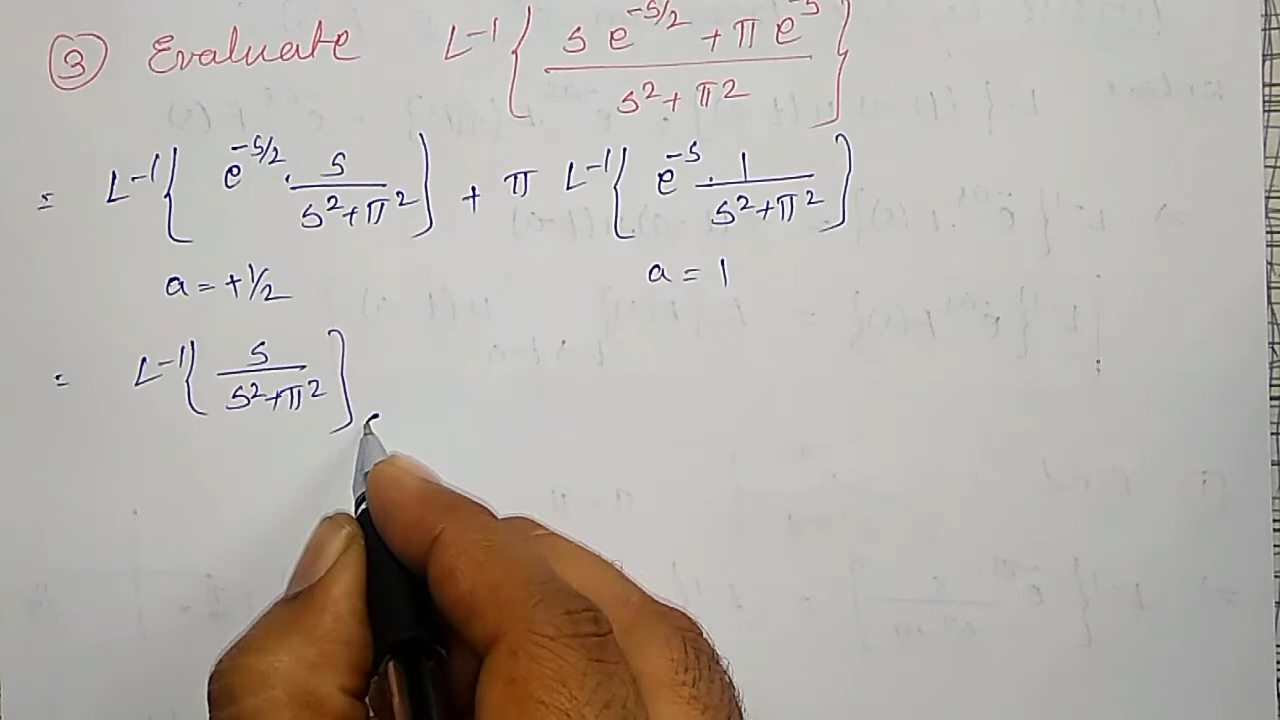 ③ Evaluate L⁻¹{ (s e^(-s/2) + π e^(-s)) / (s² + π²) }
= L⁻¹{ e^(-s/2) · s/(s²+π²) } + π L⁻¹{ e^(-s) · 1/(s²+π²) }
a = +1/2 a = 1
= L⁻¹{ s/(s²+π²) }